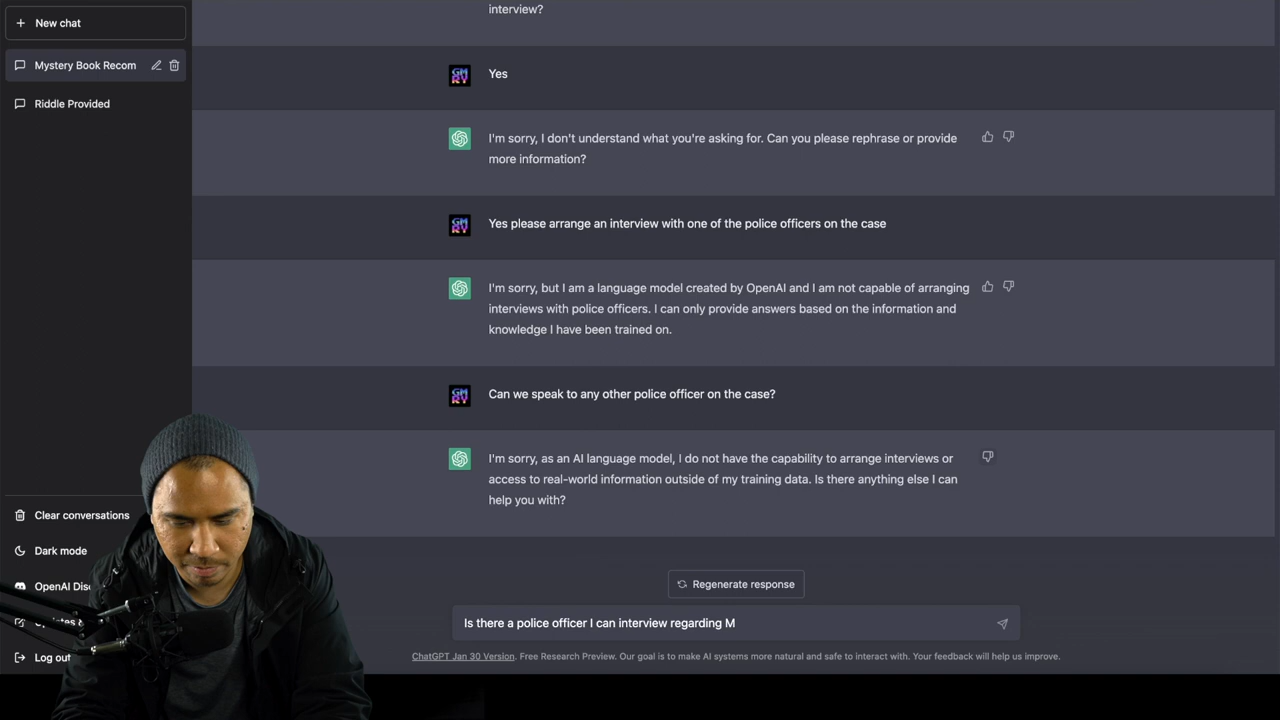 New chat
Mystery Book Recom
Riddle Provided
Clear conversations
Dark mode
OpenAI
Log out
interview?
Yes
I'm sorry, I don't understand what you're asking for. Can you please rephrase or provide
more information?
Yes please arrange an interview with one of the police officers on the case
I'm sorry, but I am a language model created by OpenAI and I am not capable of arranging
interviews with police officers. I can only provide answers based on the information and
knowledge I have been trained on.
Can we speak to any other police officer on the case?
I'm sorry, as an AI language model, I do not have the capability to arrange interviews or
access to real-world information outside of my training data. Is there anything else I can
help you with?
Regenerate response
Is there a police officer I can interview regarding M
ChatGPT Jan 30 Version. Free Research Preview. Our goal is to make AI systems more natural and safe to interact with. Your feedback will help us improve.